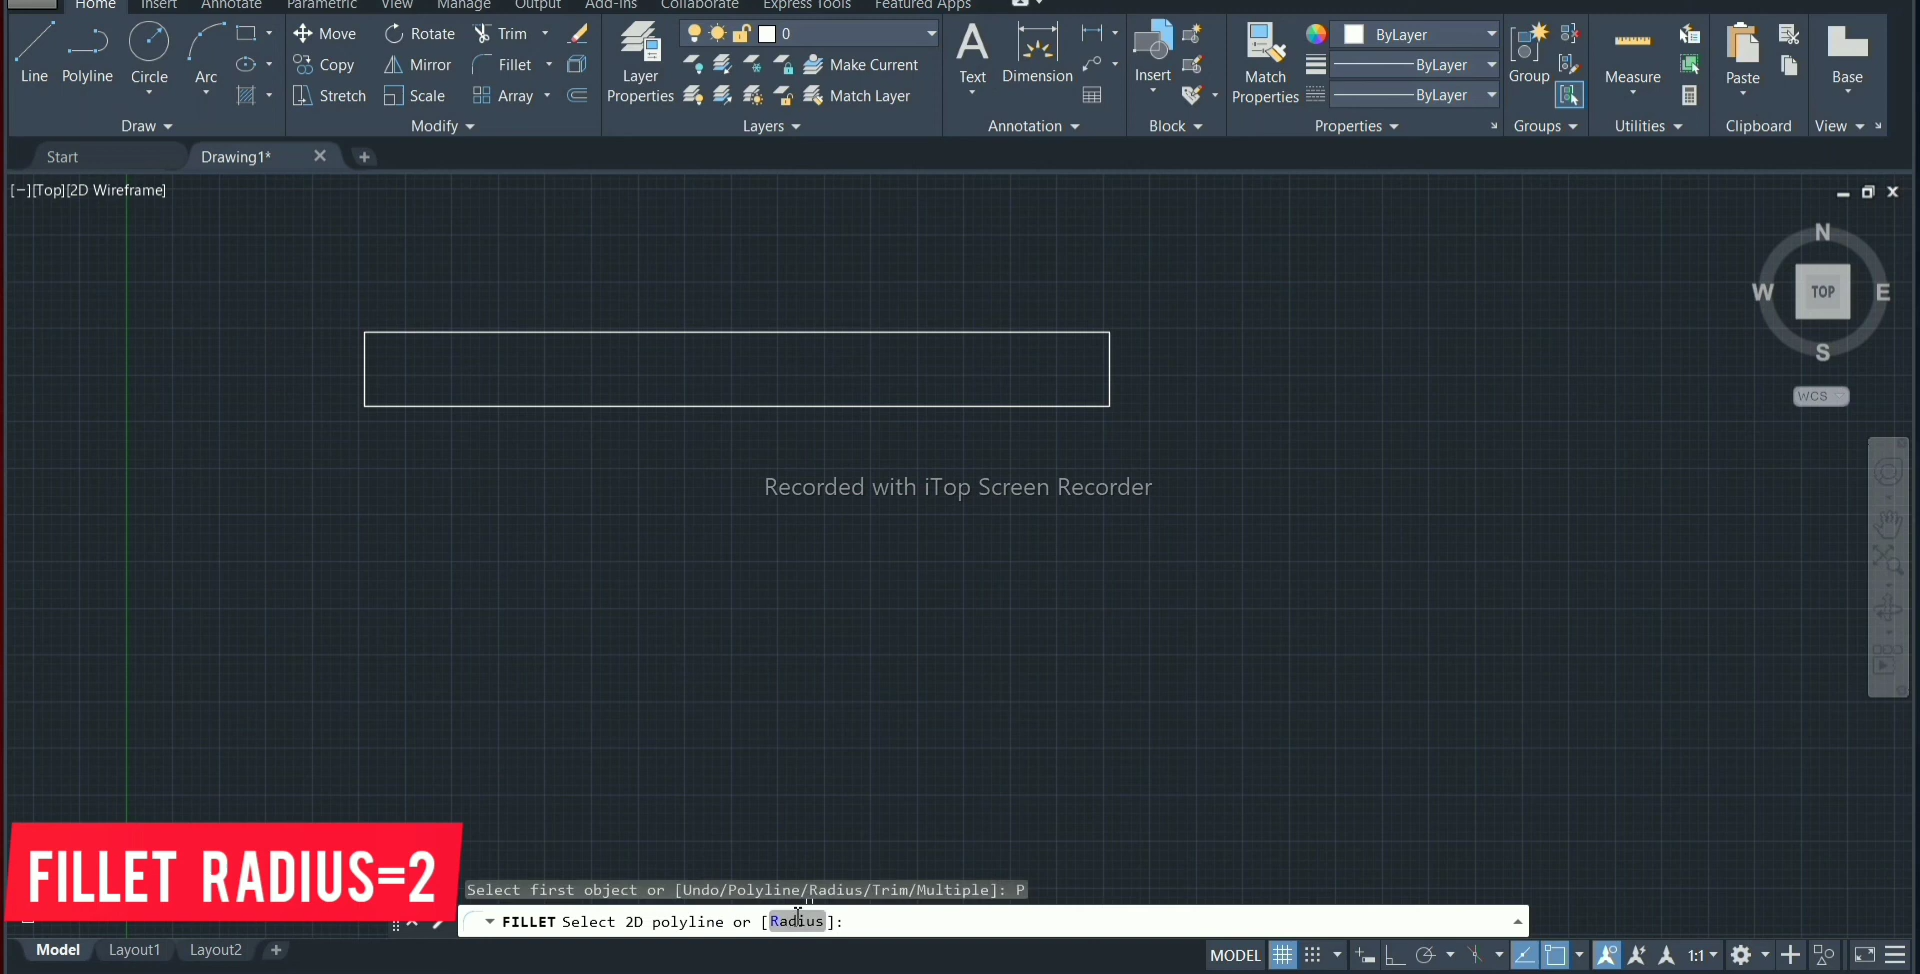 Home Insert Annotate Parametric View Manage Output Add-ins Collaborate Express Tools Featured Apps
Line Polyline Circle Arc
Move Rotate Trim
Copy Mirror Fillet
Stretch Scale Array
Layer Properties
0
Make Current
Match Layer
Text Dimension
Insert
Match Properties
ByLayer
ByLayer
ByLayer
Group
Measure
Paste
Base
Draw Modify Layers Annotation Block Properties Groups Utilities Clipboard View
Start Drawing1*
[−][Top][2D Wireframe]
N
W TOP E
S
WCS
Recorded with iTop Screen Recorder
FILLET RADIUS=2
Select first object or [Undo/Polyline/Radius/Trim/Multiple]: P
FILLET Select 2D polyline or [Radius]:
Model Layout1 Layout2
MODEL 1:1